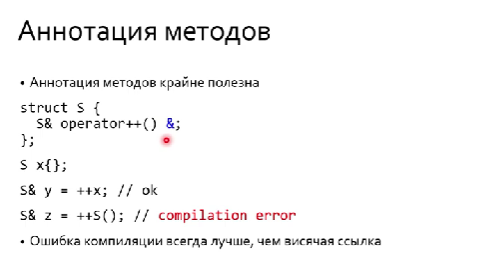 Аннотация методов
• Аннотация методов крайне полезна
struct S {
  S& operator++() &;
};
S x{};
S& y = ++x; // ok
S& z = ++S(); // compilation error
• Ошибка компиляции всегда лучше, чем висячая ссылка